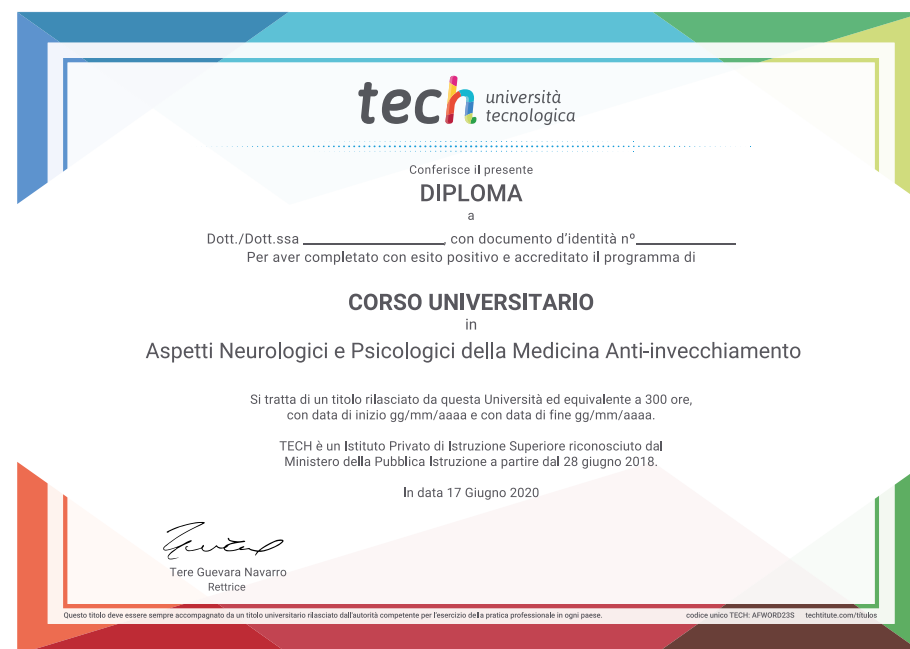 tech università
tecnologica
Conferisce il presente
DIPLOMA
a
Dott./Dott.ssa ______________, con documento d'identità nº__________
Per aver completato con esito positivo e accreditato il programma di
CORSO UNIVERSITARIO
in
Aspetti Neurologici e Psicologici della Medicina Anti-invecchiamento
Si tratta di un titolo rilasciato da questa Università ed equivalente a 300 ore,
con data di inizio gg/mm/aaaa e con data di fine gg/mm/aaaa.
TECH è un Istituto Privato di Istruzione Superiore riconosciuto dal
Ministero della Pubblica Istruzione a partire dal 28 giugno 2018.
In data 17 Giugno 2020
Tere Guevara Navarro
Rettrice
Questo titolo deve essere sempre accompagnato da un titolo universitario rilasciato dall'autorità competente per l'esercizio della pratica professionale in ogni paese. codice unico TECH: AFWORD23S techtitute.com/titulos